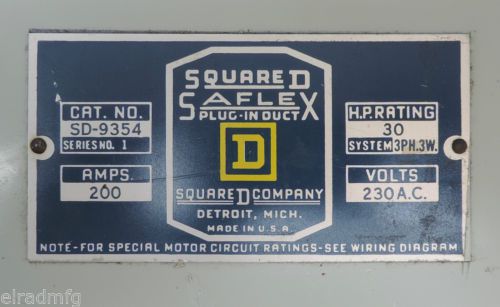 SQUARE D
SAFLEX
PLUG-IN DUCT
CAT. NO.
SD-9354
SERIES NO. 1
AMPS.
200
H.P. RATING
30
SYSTEM 3PH.3W.
VOLTS
230 A.C.
D
SQUARE D COMPANY
DETROIT, MICH.
MADE IN U.S.A.
NOTE-FOR SPECIAL MOTOR CIRCUIT RATINGS-SEE WIRING DIAGRAM
elradmfg